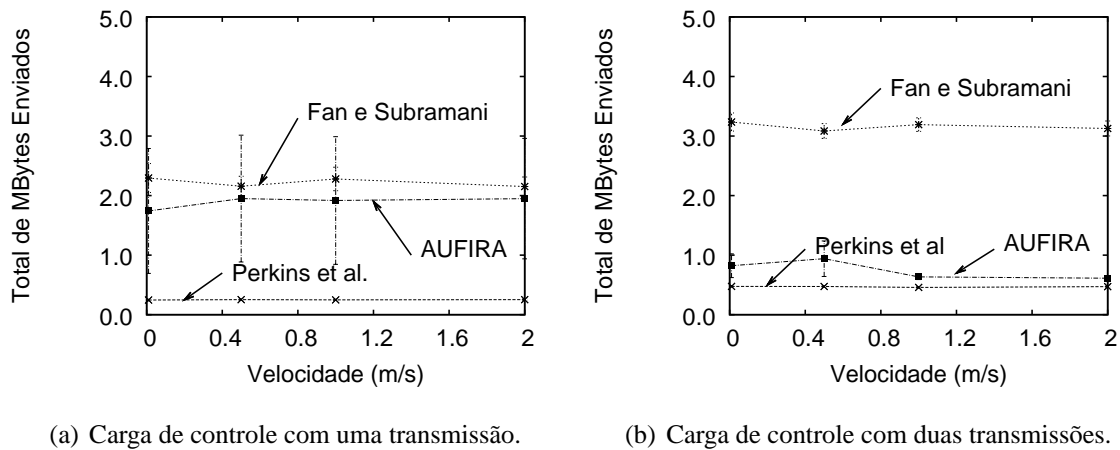 Total de MBytes Enviados
5.0
4.0
3.0
2.0
1.0
0.0
Fan e Subramani
AUFIRA
Perkins et al.
0 0.4 0.8 1.2 1.6 2
Velocidade (m/s)
(a) Carga de controle com uma transmissão.
Total de MBytes Enviados
5.0
4.0
3.0
2.0
1.0
0.0
Fan e Subramani
Perkins et al
AUFIRA
0 0.4 0.8 1.2 1.6 2
Velocidade (m/s)
(b) Carga de controle com duas transmissões.